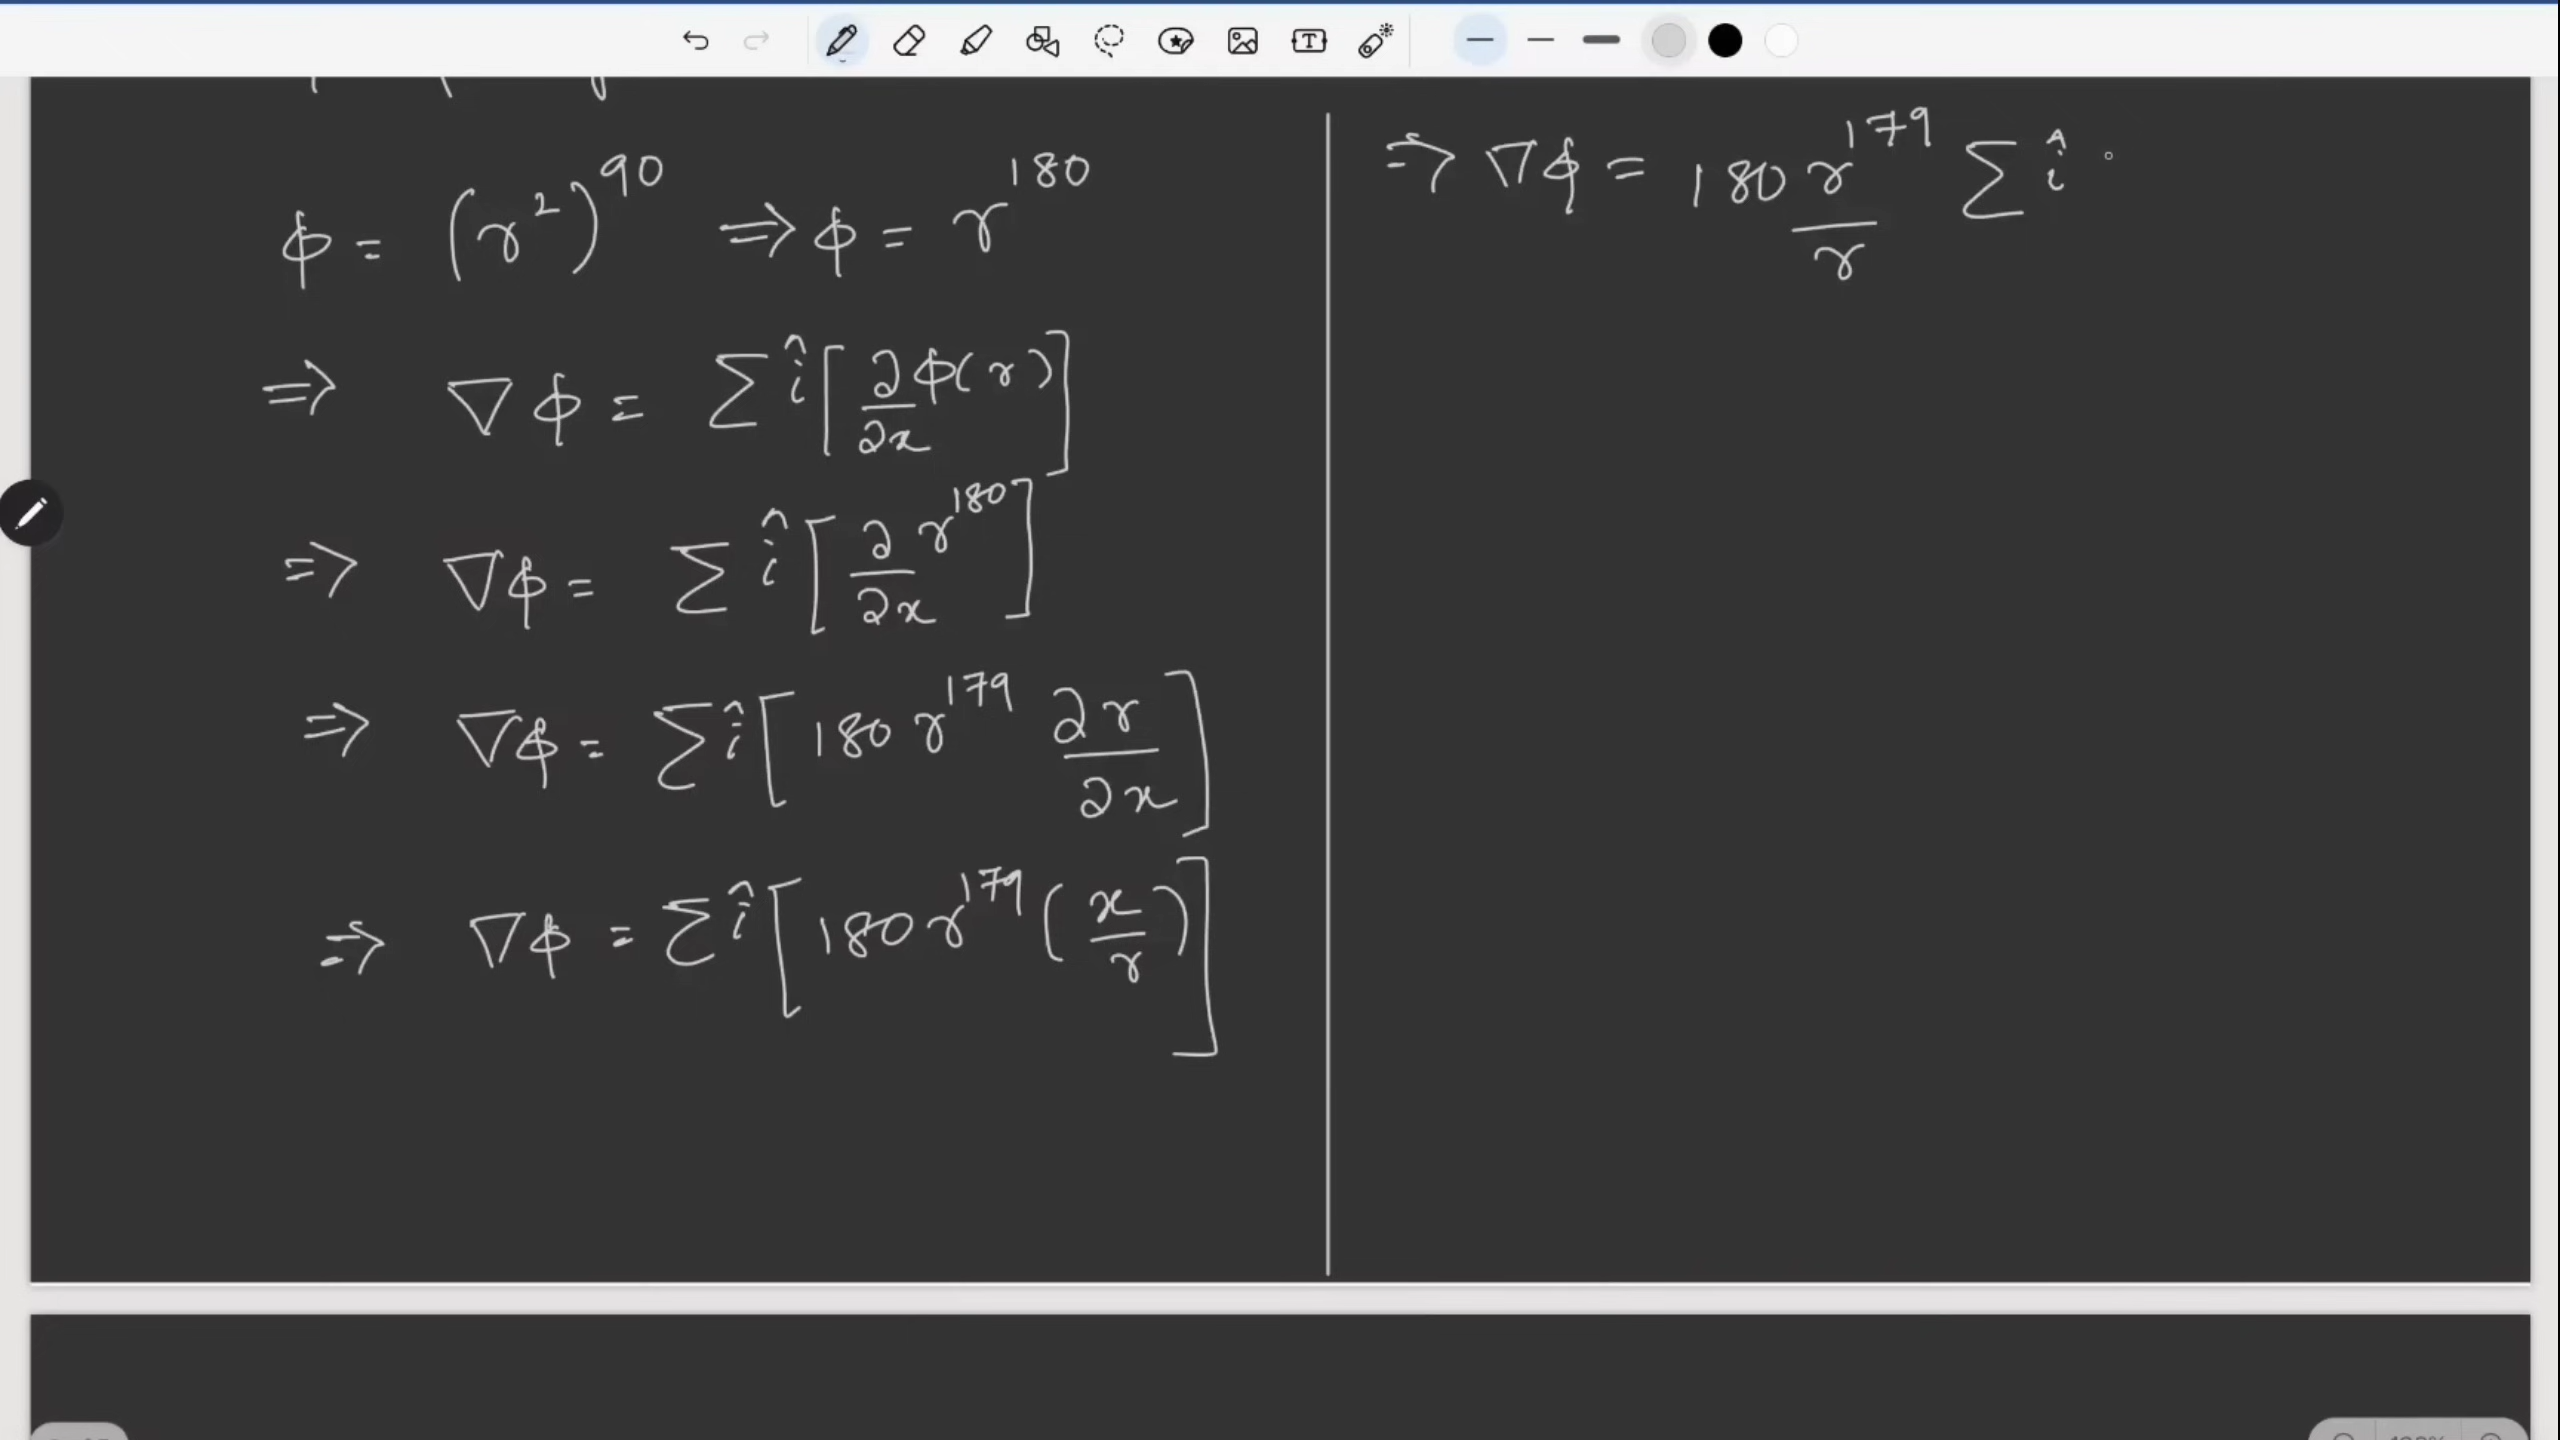 ϕ = (r²)⁹⁰ ⇒ ϕ = r¹⁸⁰
⇒ ∇ϕ = Σ î [∂/∂x ϕ(r)]
⇒ ∇ϕ = Σ î [∂/∂x r¹⁸⁰]
⇒ ∇ϕ = Σ î [180 r¹⁷⁹ ∂r/∂x]
⇒ ∇ϕ = Σ î [180 r¹⁷⁹ (x/r)]
⇒ ∇ϕ = 180 r¹⁷⁹/r Σ î